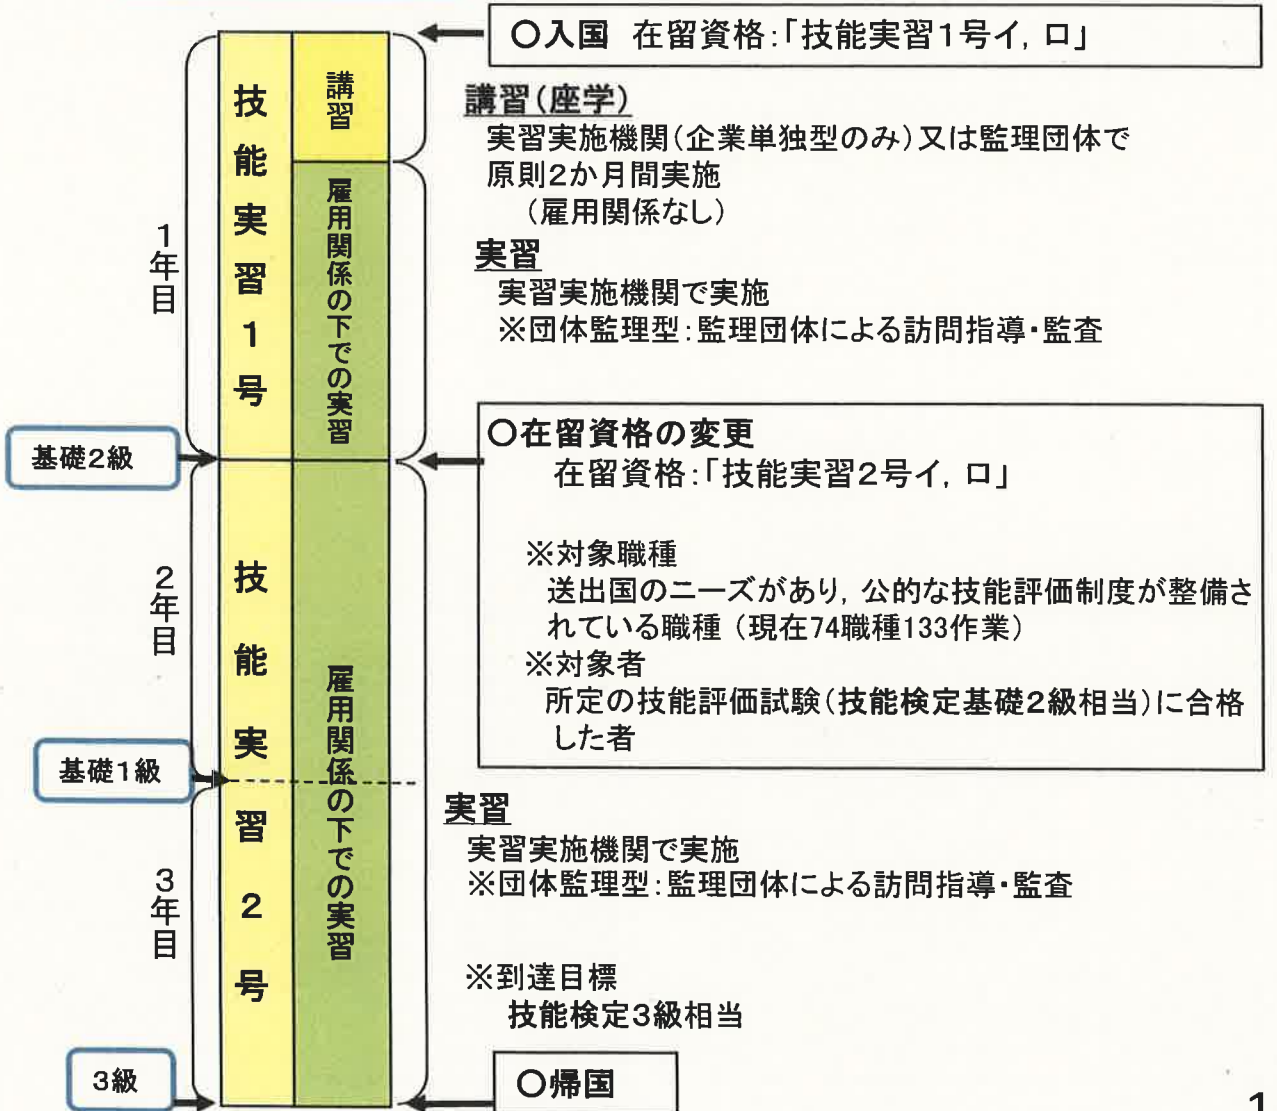 ○入国 在留資格:「技能実習1号イ, ロ」
技能実習1号
講習
雇用関係の下での実習
1年目
講習(座学)
実習実施機関(企業単独型のみ)又は監理団体で
原則2か月間実施
(雇用関係なし)
実習
実習実施機関で実施
※団体監理型:監理団体による訪問指導・監査
基礎2級
○在留資格の変更
在留資格:「技能実習2号イ, ロ」
※対象職種
送出国のニーズがあり, 公的な技能評価制度が整備さ
れている職種 (現在74職種133作業)
※対象者
所定の技能評価試験(技能検定基礎2級相当)に合格
した者
2年目
技能実習2号
雇用関係の下での実習
基礎1級
3年目
実習
実習実施機関で実施
※団体監理型:監理団体による訪問指導・監査
※到達目標
技能検定3級相当
3級
○帰国
1